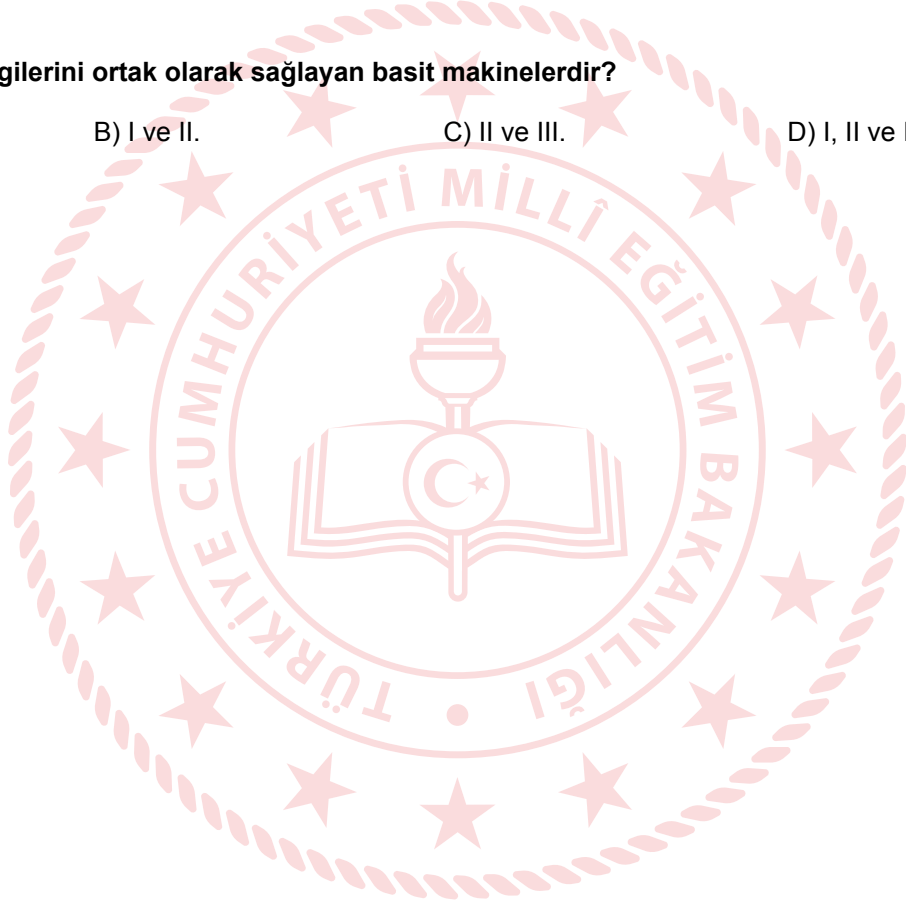 gilerini ortak olarak sağlayan basit makinelerdir?
B) I ve II. C) II ve III. D) I, II ve
TÜRKİYE CUMHURİYETİ MİLLÎ EĞİTİM BAKANLIĞI